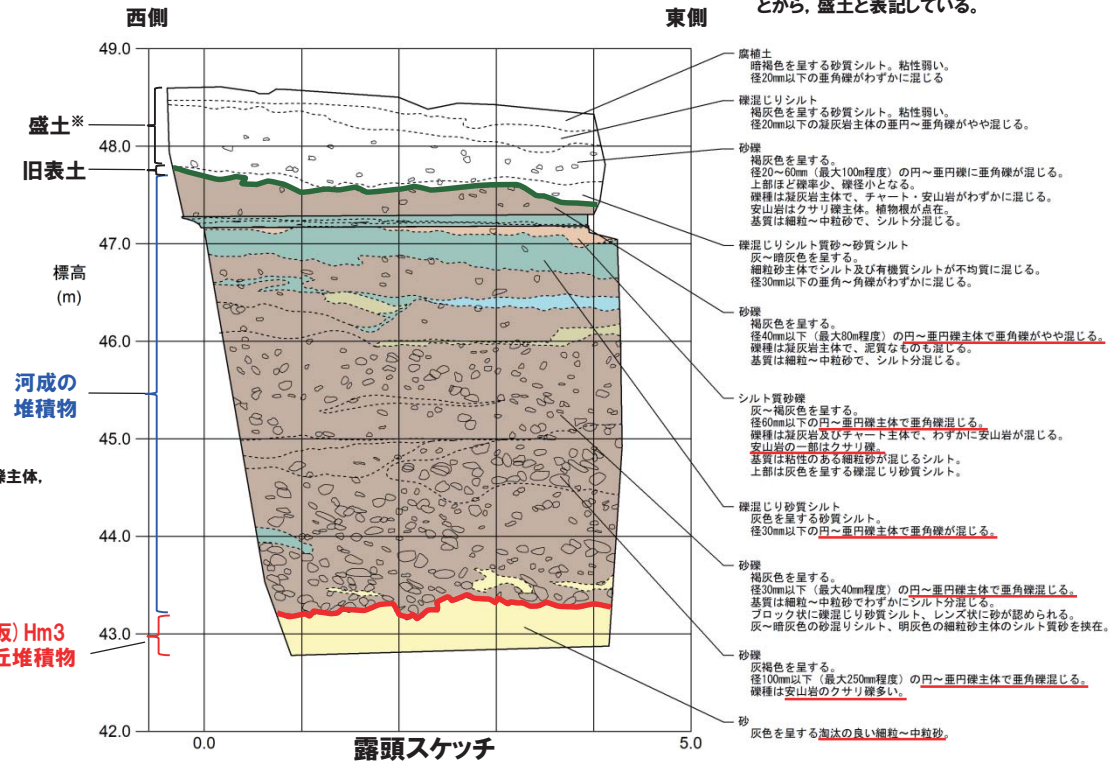 西側
東側
とから，盛土と表記している。
49.0
48.0
47.0
46.0
45.0
44.0
43.0
42.0
標高
(m)
盛土※
旧表土
河成の
堆積物
主体，
仮）Hm3
丘堆積物
0.0
5.0
露頭スケッチ
腐植土
暗褐色を呈する砂質シルト。粘性弱い。
径20mm以下の亜角礫がわずかに混じる
礫混じりシルト
褐灰色を呈する砂質シルト。粘性弱い。
径20mm以下の凝灰岩主体の亜円～亜角礫がやや混じる。
砂礫
褐灰色を呈する。
径20～60mm（最大100m程度）の円～亜円礫に亜角礫が混じる。
上部ほど礫率少、礫径小となる。
礫種は凝灰岩主体で、チャート・安山岩がわずかに混じる。
安山岩はクサリ礫主体。植物根が点在。
基質は細粒～中粒砂で、シルト分混じる。
礫混じりシルト質砂～砂質シルト
灰～暗灰色を呈する。
細粒砂主体でシルト及び有機質シルトが不均質に混じる。
径30mm以下の亜角～角礫がわずかに混じる。
砂礫
褐灰色を呈する。
径40mm以下（最大80m程度）の円～亜円礫主体で亜角礫がやや混じる。
礫種は凝灰岩主体で、泥質なものも混じる。
基質は細粒～中粒砂で、シルト分混じる。
シルト質砂礫
灰～褐灰色を呈する。
径60mm以下の円～亜円礫主体で亜角礫混じる。
礫種は凝灰岩及びチャート主体で、わずかに安山岩が混じる。
安山岩の一部はクサリ礫。
基質は粘性のある細粒砂が混じるシルト。
上部は灰色を呈する礫混じり砂質シルト。
礫混じり砂質シルト
灰色を呈する砂質シルト。
径30mm以下の円～亜円礫主体で亜角礫が混じる。
砂礫
褐灰色を呈する。
径30mm以下（最大40mm程度）の円～亜円礫主体で亜角礫混じる。
基質は細粒～中粒砂でわずかにシルト分混じる。
ブロック状に礫混じり砂質シルト、レンズ状に砂が認められる。
灰～暗灰色の砂混りシルト、明灰色の細粒砂主体のシルト質砂を挟在。
砂礫
灰褐色を呈する。
径100mm以下（最大250mm程度）の円～亜円礫主体で亜角礫混じる。
礫種は安山岩のクサリ礫多い。
砂
灰色を呈する淘汰の良い細粒～中粒砂。